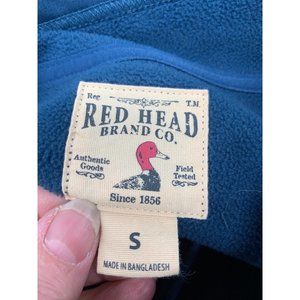 Reg. T.M.
RED HEAD
BRAND CO.
Authentic Goods
Field Tested
Since 1856
S
MADE IN BANGLADESH